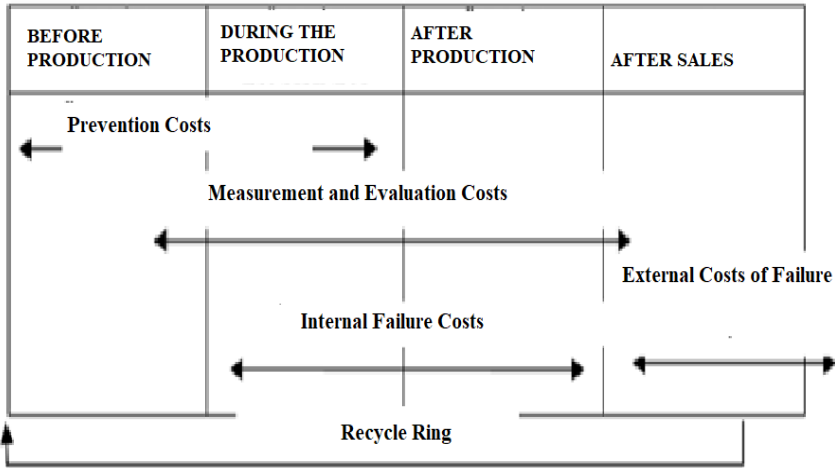 BEFORE
PRODUCTION
DURING THE
PRODUCTION
AFTER
PRODUCTION
AFTER SALES
Prevention Costs
Measurement and Evaluation Costs
External Costs of Failure
Internal Failure Costs
Recycle Ring